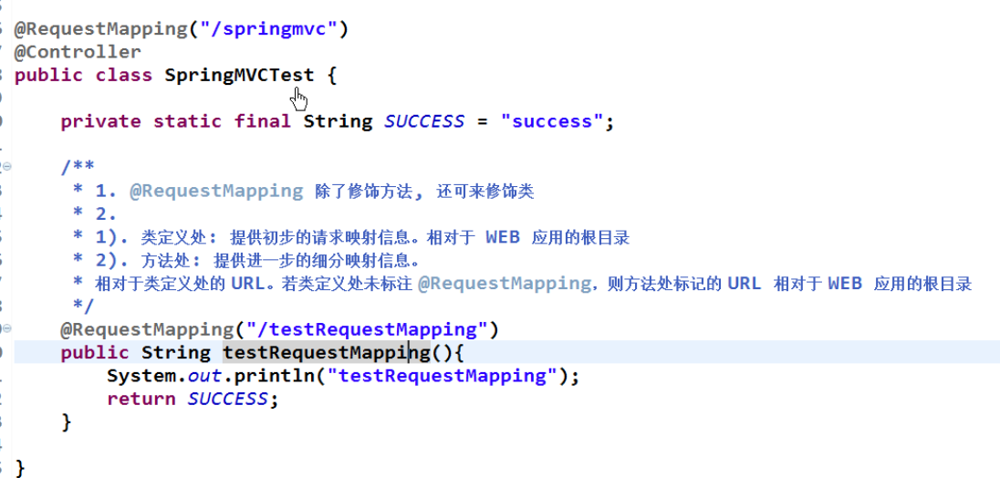 @RequestMapping("/springmvc")
@Controller
public class SpringMVCTest {
private static final String SUCCESS = "success";
/**
* 1. @RequestMapping 除了修饰方法, 还可来修饰类
* 2.
* 1). 类定义处: 提供初步的请求映射信息。相对于 WEB 应用的根目录
* 2). 方法处: 提供进一步的细分映射信息。
* 相对于类定义处的 URL。若类定义处未标注 @RequestMapping，则方法处标记的 URL 相对于 WEB 应用的根目录
*/
@RequestMapping("/testRequestMapping")
public String testRequestMapping(){
System.out.println("testRequestMapping");
return SUCCESS;
}
}